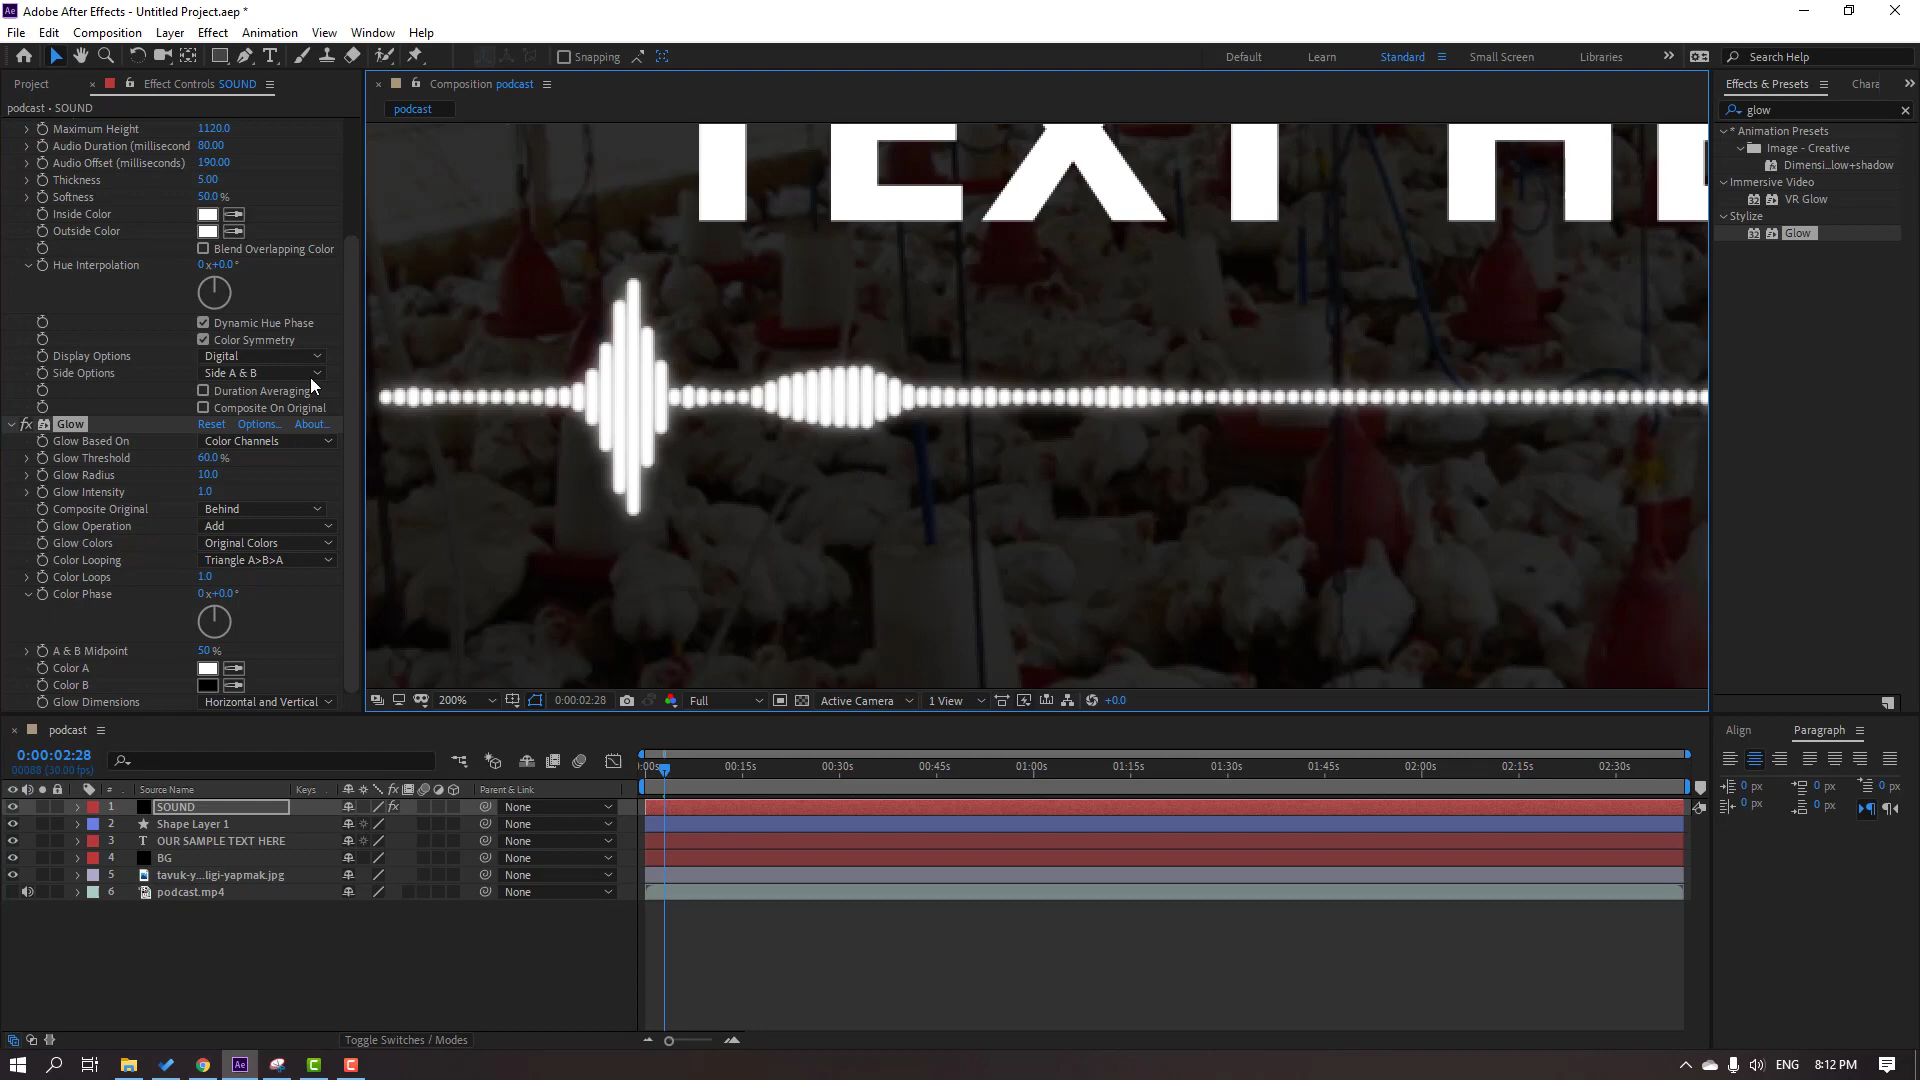 Adobe After Effects - Untitled Project.aep *
File Edit Composition Layer Effect Animation View Window Help
Snapping Default Learn Standard Small Screen Libraries Search Help
Project Effect Controls SOUND
podcast • SOUND
Maximum Height 1120.0
Audio Duration (millisecond 80.00
Audio Offset (milliseconds) 190.00
Thickness 5.00
Softness 50.0 %
Inside Color
Outside Color
Blend Overlapping Color
Hue Interpolation 0 x+0.0 °
Dynamic Hue Phase
Color Symmetry
Display Options Digital
Side Options Side A & B
Duration Averaging
Composite On Original
fx Glow Reset Options... About...
Glow Based On Color Channels
Glow Threshold 60.0 %
Glow Radius 10.0
Glow Intensity 1.0
Composite Original Behind
Glow Operation Add
Glow Colors Original Colors
Color Looping Triangle A>B>A
Color Loops 1.0
Color Phase 0 x+0.0 °
A & B Midpoint 50 %
Color A
Color B
Glow Dimensions Horizontal and Vertical
Composition podcast
podcast
TEXT
200% 0:00:02:28 Full Active Camera 1 View +0.0
Effects & Presets Chara
glow
* Animation Presets
Image - Creative
Dimensi...low+shadow
Immersive Video
32 VR Glow
Stylize
32 Glow
podcast
0:00:02:28
00088 (30.00 fps)
:00s 00:15s 00:30s 00:45s 01:00s 01:15s 01:30s 01:45s 02:00s 02:15s 02:30s
# Source Name Keys fx Parent & Link
1 SOUND fx None
2 Shape Layer 1 None
3 T OUR SAMPLE TEXT HERE None
4 BG None
5 tavuk-y...ligi-yapmak.jpg None
6 podcast.mp4 None
Toggle Switches / Modes
Align Paragraph
0 px 0 px 0 px
0 px 0 px
Ae ENG 8:12 PM